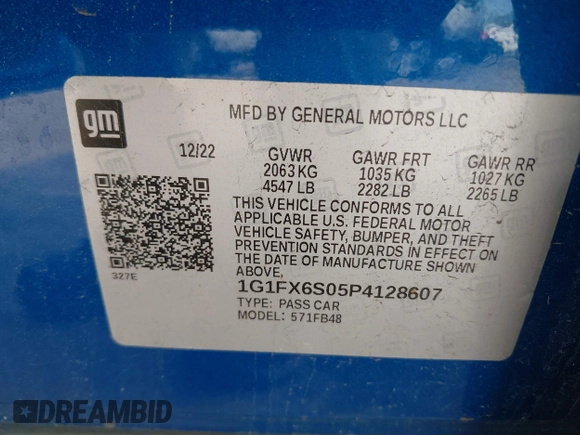 gm
MFD BY GENERAL MOTORS LLC
12/22 GVWR GAWR FRT GAWR RR
2063 KG 1035 KG 1027 KG
4547 LB 2282 LB 2265 LB
THIS VEHICLE CONFORMS TO ALL
APPLICABLE U.S. FEDERAL MOTOR
VEHICLE SAFETY, BUMPER, AND THEFT
PREVENTION STANDARDS IN EFFECT ON
THE DATE OF MANUFACTURE SHOWN
ABOVE,
327E
1G1FX6S05P4128607
TYPE: PASS CAR
MODEL: 571FB48
DREAMBID